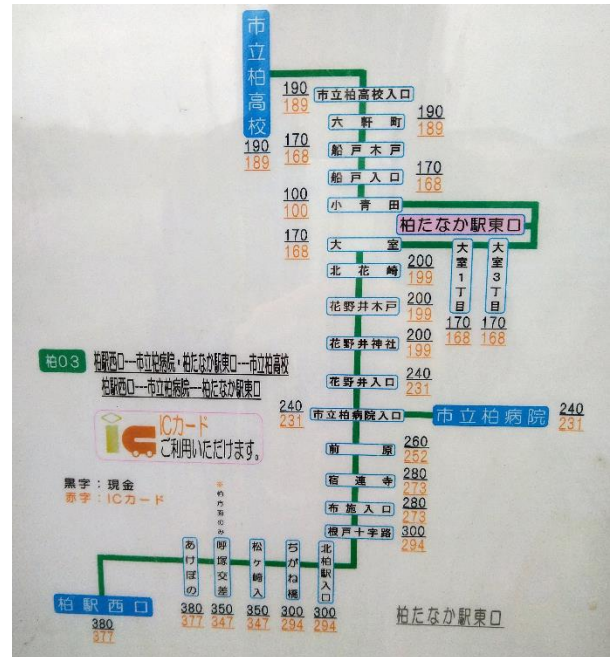 市立柏高校
190
189
190
189
市立柏高校入口
六軒町
190
189
170
168
船戸木戸
船戸入口
170
168
100
100
小青田
柏たなか駅東口
170
168
大室
大室1丁目
170
168
大室3丁目
170
168
北花崎
200
199
花野井木戸
200
199
花野井神社
200
199
花野井入口
240
231
240
231
市立柏病院入口
市立柏病院
240
231
前原
260
252
宿連寺
280
273
布施入口
280
273
根戸十字路
300
294
柏03
柏駅西口---市立柏病院・柏たなか駅東口---市立柏高校
柏駅西口---市立柏病院---柏たなか駅東口
ICカード
ご利用いただけます。
黒字：現金
赤字：ICカード
あけぼの
380
377
呼塚交差
350
347
松ヶ崎入
350
347
ちがね橋
300
294
北柏駅入口
300
294
柏駅西口
380
377
柏たなか駅東口